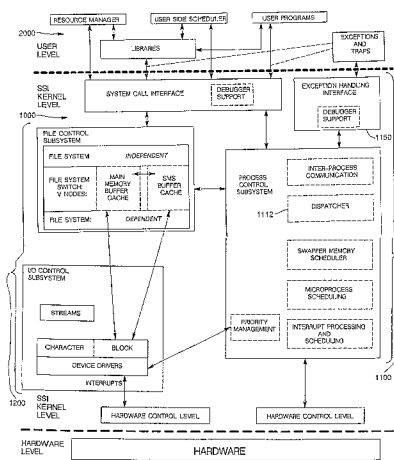 RESOURCE MANAGER
USER SIDE SCHEDULER
USER PROGRAMS
2000
USER
LEVEL
LIBRARIES
EXCEPTIONS
AND
TRAPS
SSI
KERNEL
LEVEL
SYSTEM CALL INTERFACE
DEBUGGER
SUPPORT
EXCEPTION HANDLING
INTERFACE
DEBUGGER
SUPPORT
1150
1000
FILE CONTROL
SUBSYSTEM
FILE SYSTEM INDEPENDENT
FILE SYSTEM
SWITCH:
V NODES:
MAIN
MEMORY
BUFFER
CACHE
SMS
BUFFER
CACHE
FILE SYSTEM: DEPENDENT
PROCESS
CONTROL
SUBSYSTEM
INTER-PROCESS
COMMUNICATION
1112
DISPATCHER
SWAPPER MEMORY
SCHEDULER
MICROPROCESS
SCHEDULING
PRIORITY
MANAGEMENT
INTERRUPT PROCESSING
AND
SCHEDULING
I/O CONTROL
SUBSYSTEM
STREAMS
CHARACTER
BLOCK
DEVICE DRIVERS
INTERRUPTS
1200
1100
SSI
KERNEL
LEVEL
HARDWARE CONTROL LEVEL
HARDWARE CONTROL LEVEL
HARDWARE
LEVEL
HARDWARE